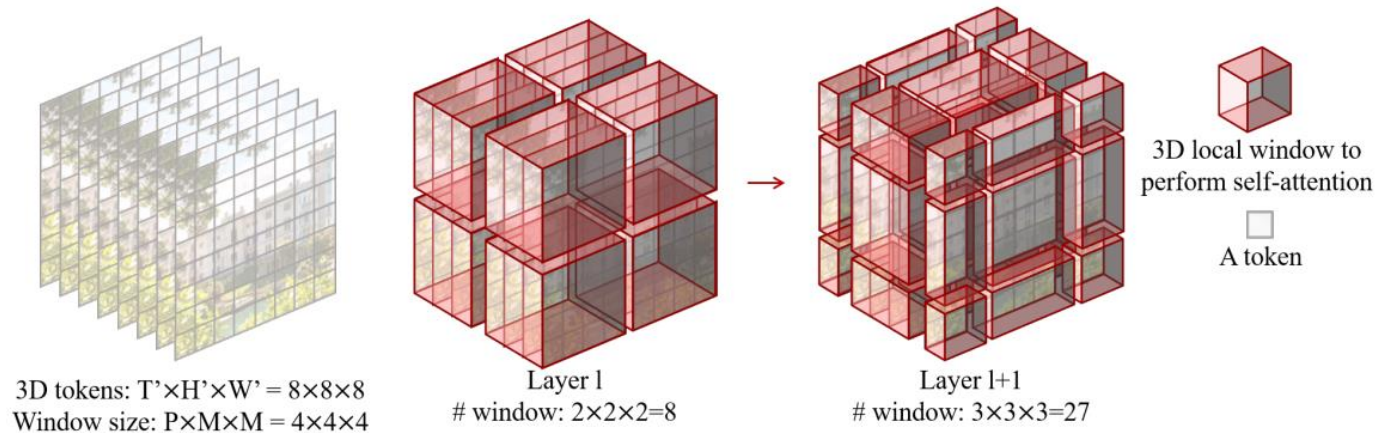 3D tokens: T’×H’×W’ = 8×8×8
Window size: P×M×M = 4×4×4
Layer l
# window: 2×2×2=8
Layer l+1
# window: 3×3×3=27
3D local window to
perform self-attention
A token